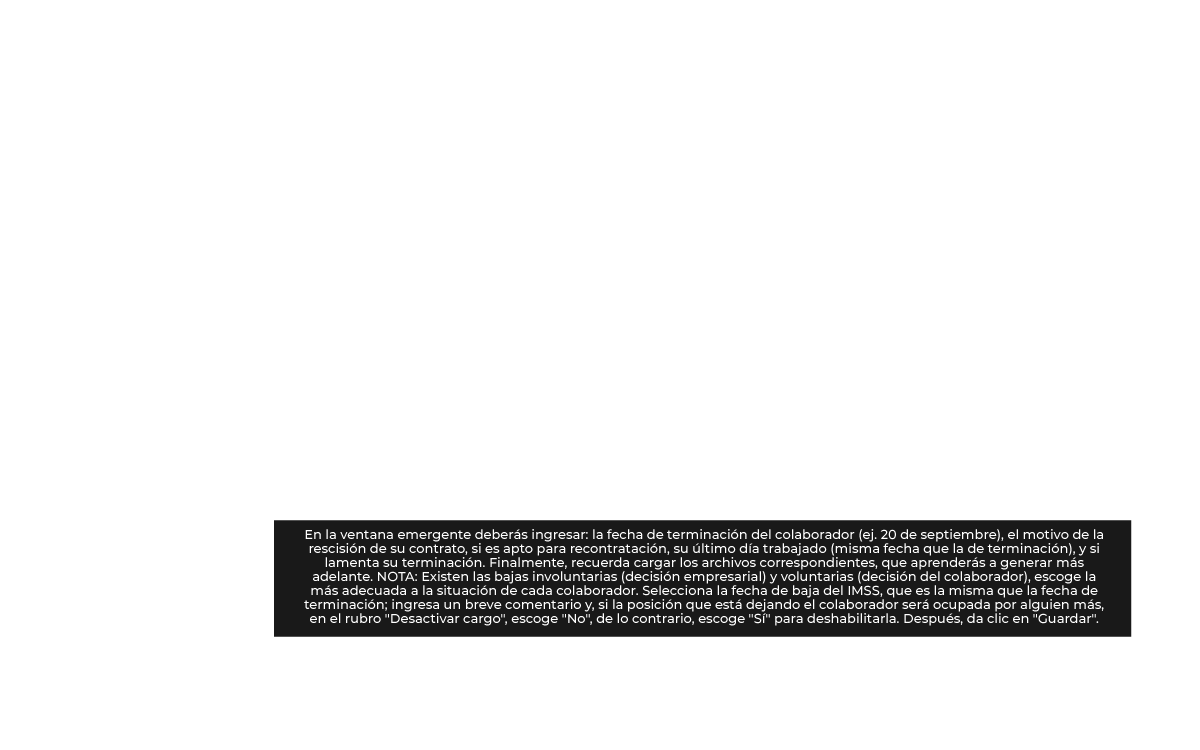 En la ventana emergente deberás ingresar: la fecha de terminación del colaborador (ej. 20 de septiembre), el motivo de la
rescisión de su contrato, si es apto para recontratación, su último día trabajado (misma fecha que la de terminación), y si
lamenta su terminación. Finalmente, recuerda cargar los archivos correspondientes, que aprenderás a generar más
adelante. NOTA: Existen las bajas involuntarias (decisión empresarial) y voluntarias (decisión del colaborador), escoge la
más adecuada a la situación de cada colaborador. Selecciona la fecha de baja del IMSS, que es la misma que la fecha de
terminación; ingresa un breve comentario y, si la posición que está dejando el colaborador será ocupada por alguien más,
en el rubro "Desactivar cargo", escoge "No", de lo contrario, escoge "Sí" para deshabilitarla. Después, da clic en "Guardar".